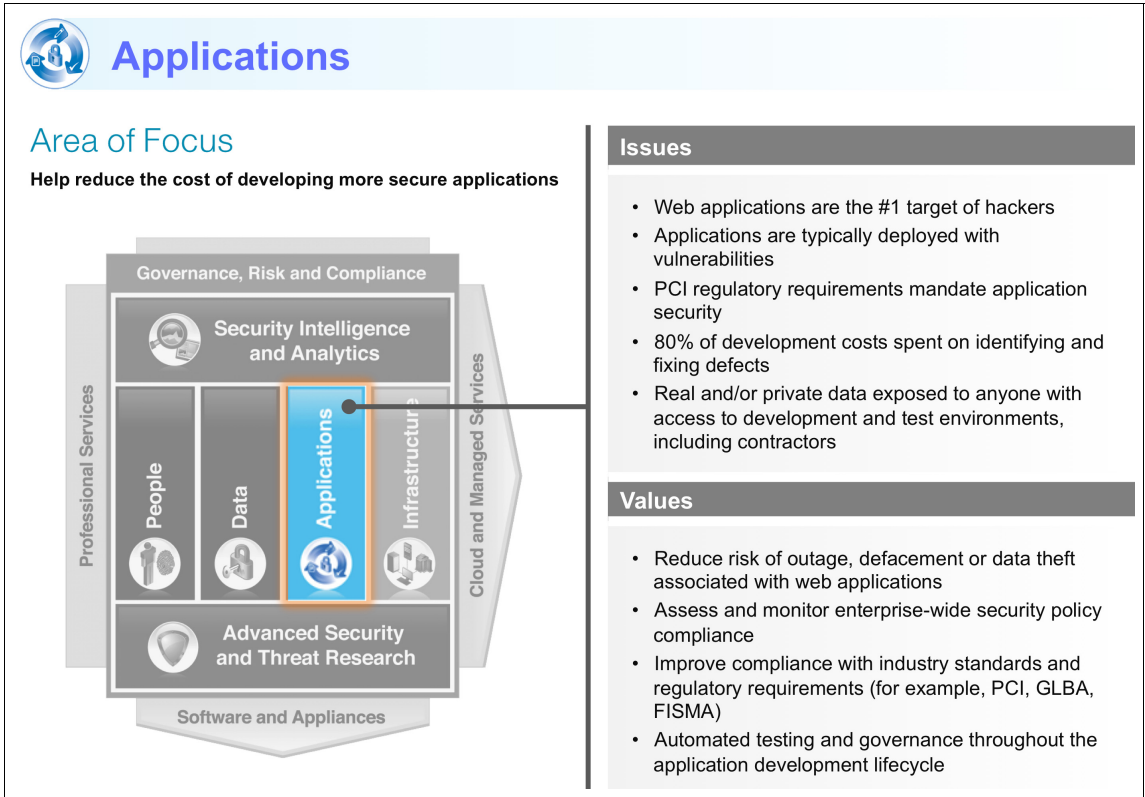 Applications
Area of Focus
Help reduce the cost of developing more secure applications
Governance, Risk and Compliance
Security Intelligence
and Analytics
Professional Services
People
Data
Applications
Infrastructure
Cloud and Managed Services
Advanced Security
and Threat Research
Software and Appliances
Issues
• Web applications are the #1 target of hackers
• Applications are typically deployed with
vulnerabilities
• PCI regulatory requirements mandate application
security
• 80% of development costs spent on identifying and
fixing defects
• Real and/or private data exposed to anyone with
access to development and test environments,
including contractors
Values
• Reduce risk of outage, defacement or data theft
associated with web applications
• Assess and monitor enterprise-wide security policy
compliance
• Improve compliance with industry standards and
regulatory requirements (for example, PCI, GLBA,
FISMA)
• Automated testing and governance throughout the
application development lifecycle